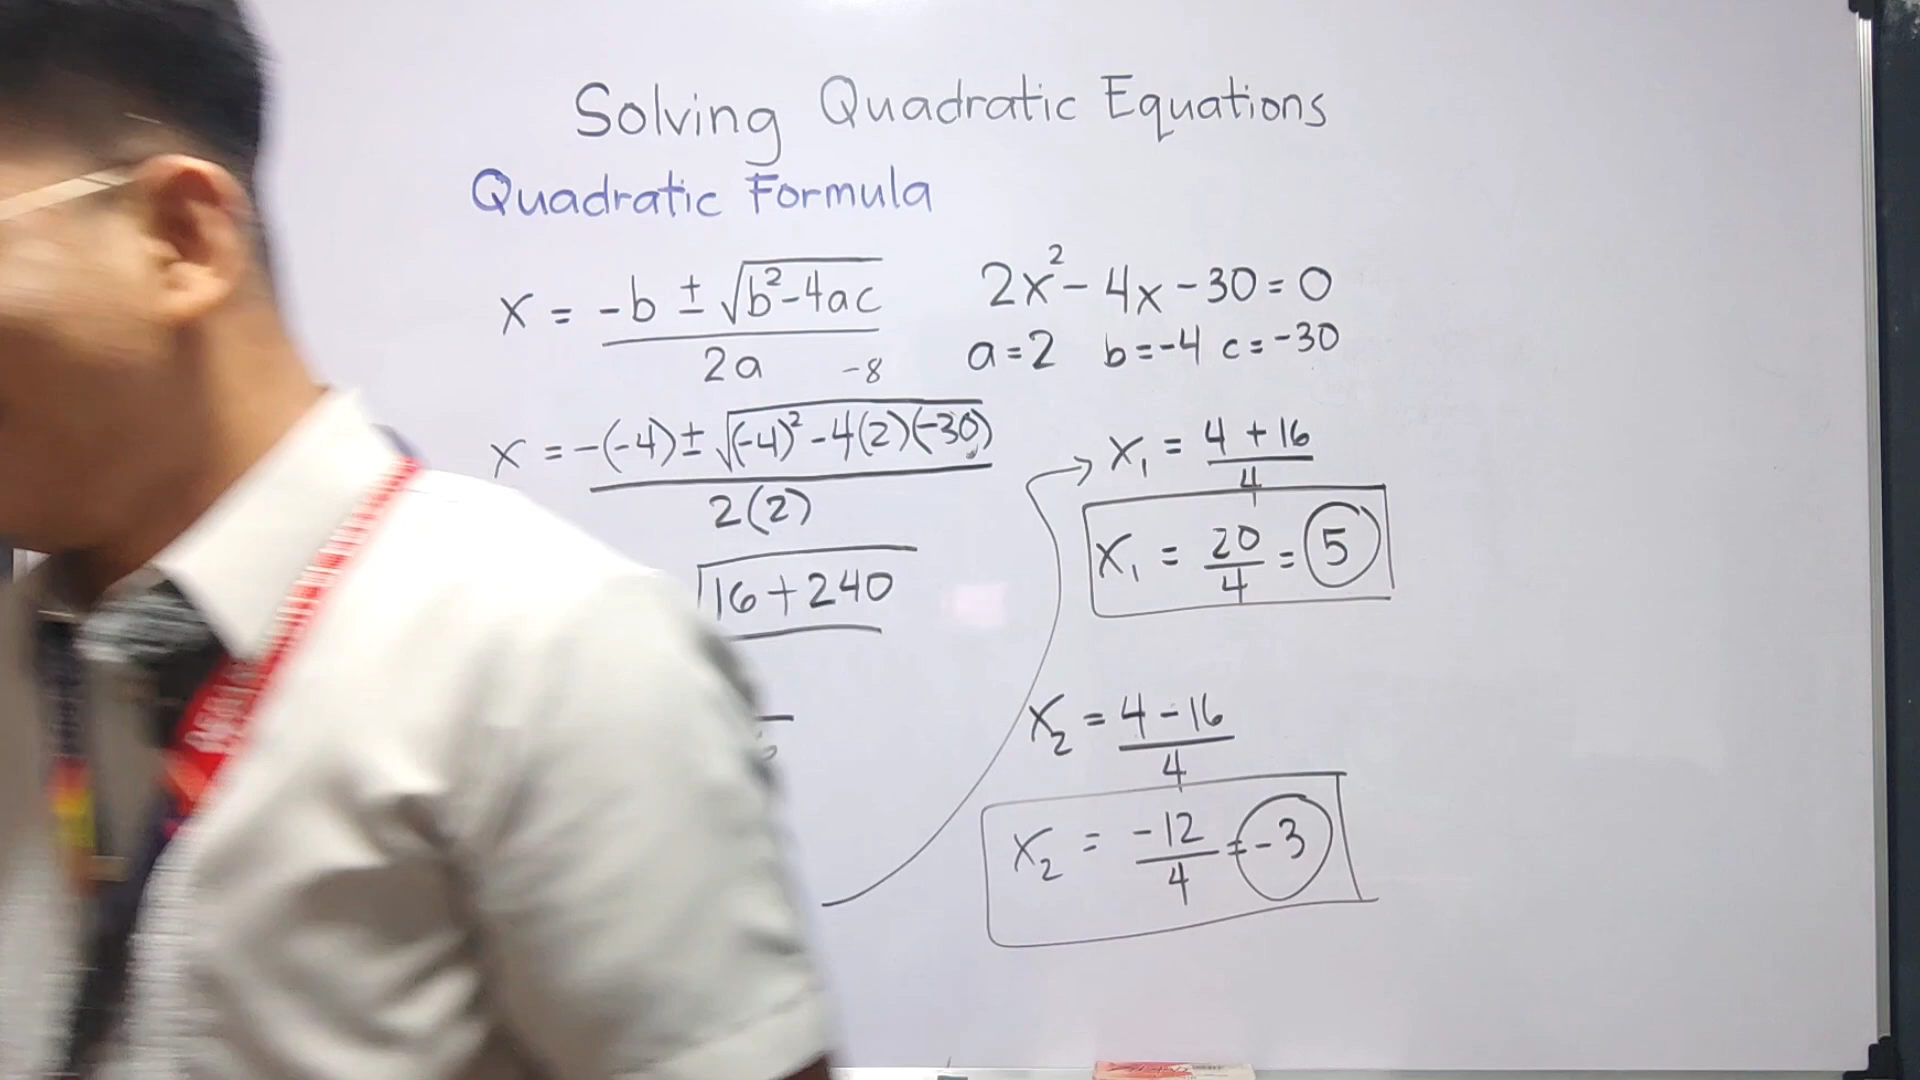 Solving Quadratic Equations
Quadratic Formula
x = -b ± √b²-4ac
2a
-8
x = -(-4) ± √(-4)² - 4(2)(-30)
2(2)
√16 + 240
2x² - 4x - 30 = 0
a = 2 b = -4 c = -30
x₁ = 4 + 16
4
x₁ = 20/4 = 5
x₂ = 4 - 16
4
x₂ = -12/4 = -3